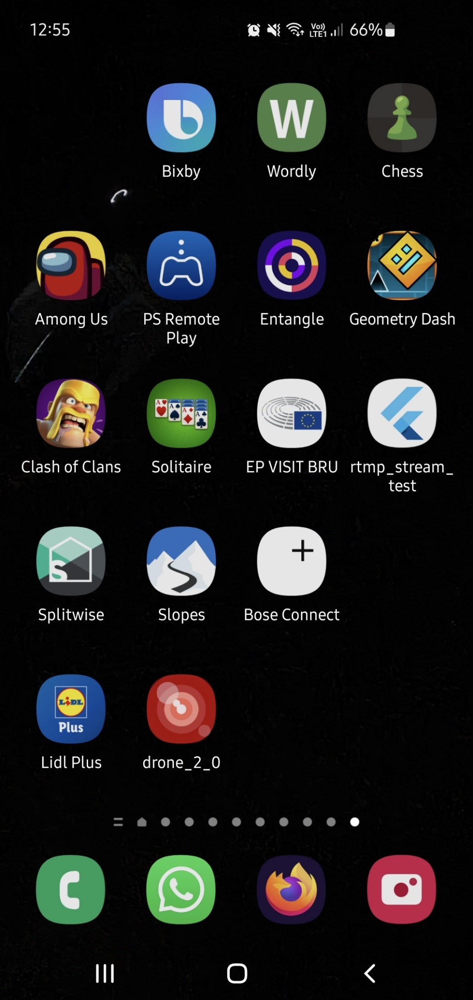 12:55 Vo)) LTE1 66%
Bixby Wordly Chess
Among Us PS Remote Play Entangle Geometry Dash
Clash of Clans Solitaire EP VISIT BRU rtmp_stream_test
Splitwise Slopes Bose Connect
LIDL
Plus
Lidl Plus drone_2_0